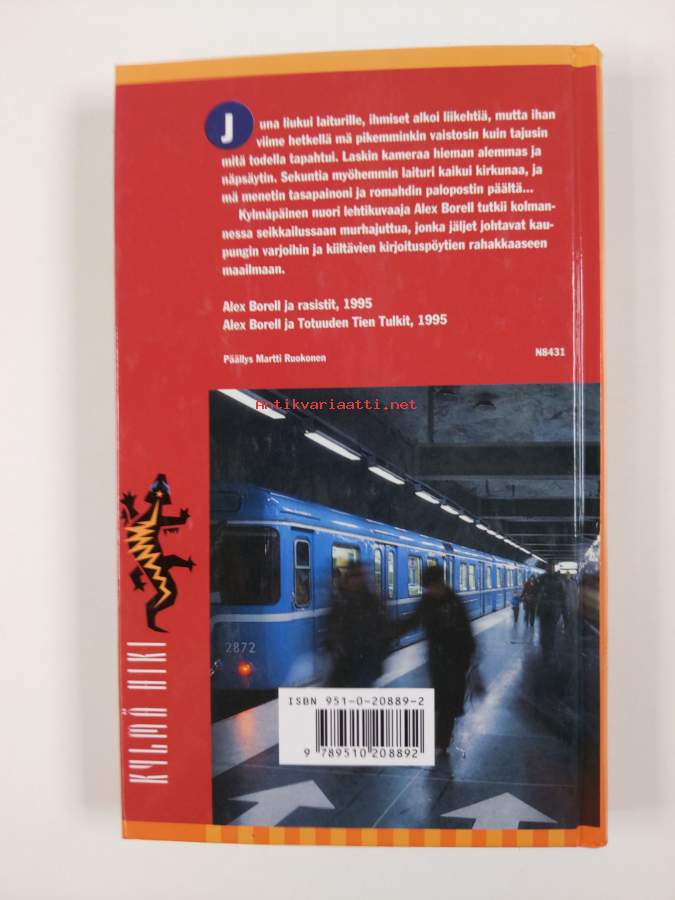 Juna liukui laiturille, ihmiset alkoi liikehtiä, mutta ihan
viime hetkellä mä pikemminkin vaistosin kuin tajusin
mitä todella tapahtui. Laskin kameraa hieman alemmas ja
näpsäytin. Sekuntia myöhemmin laituri kaikui kirkunaa, ja
mä menetin tasapainoni ja romahdin palopostin päältä...
Kylmäpäinen nuori lehtikuvaaja Alex Borell tutkii kolman-
nessa seikkailussaan murhajuttua, jonka jäljet johtavat kau-
pungin varjoihin ja kiiltävien kirjoituspöytien rahakkaaseen
maailmaan.
Alex Borell ja rasistit, 1995
Alex Borell ja Totuuden Tien Tulkit, 1995
Päällys Martti Ruokonen
N8431
Antikvariaatti.net
2872
KYLMÄ HIKI
ISBN 951-0-20889-2
9 789510 208892